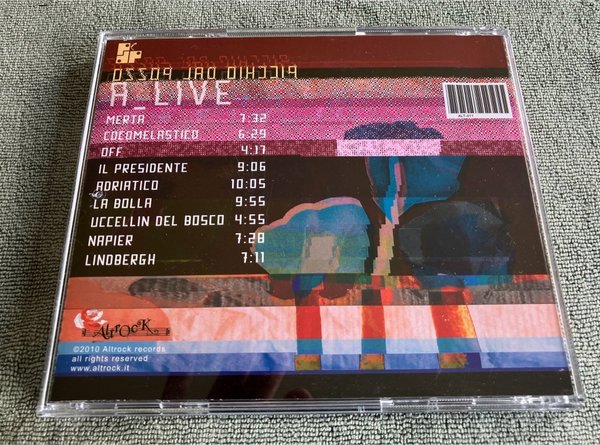 PICCHIO DAL POZZO
A_LIVE
MERTA 7:32
COCOMELASTICO 6:29
OFF 4:17
IL PRESIDENTE 9:06
ADRIATICO 10:05
LA BOLLA 9:55
UCCELLIN DEL BOSCO 4:55
NAPIER 7:28
LINDBERGH 7:11
ALT-011
AltrOcK
©2010 Altrock records
all rights reserved
www.altrock.it